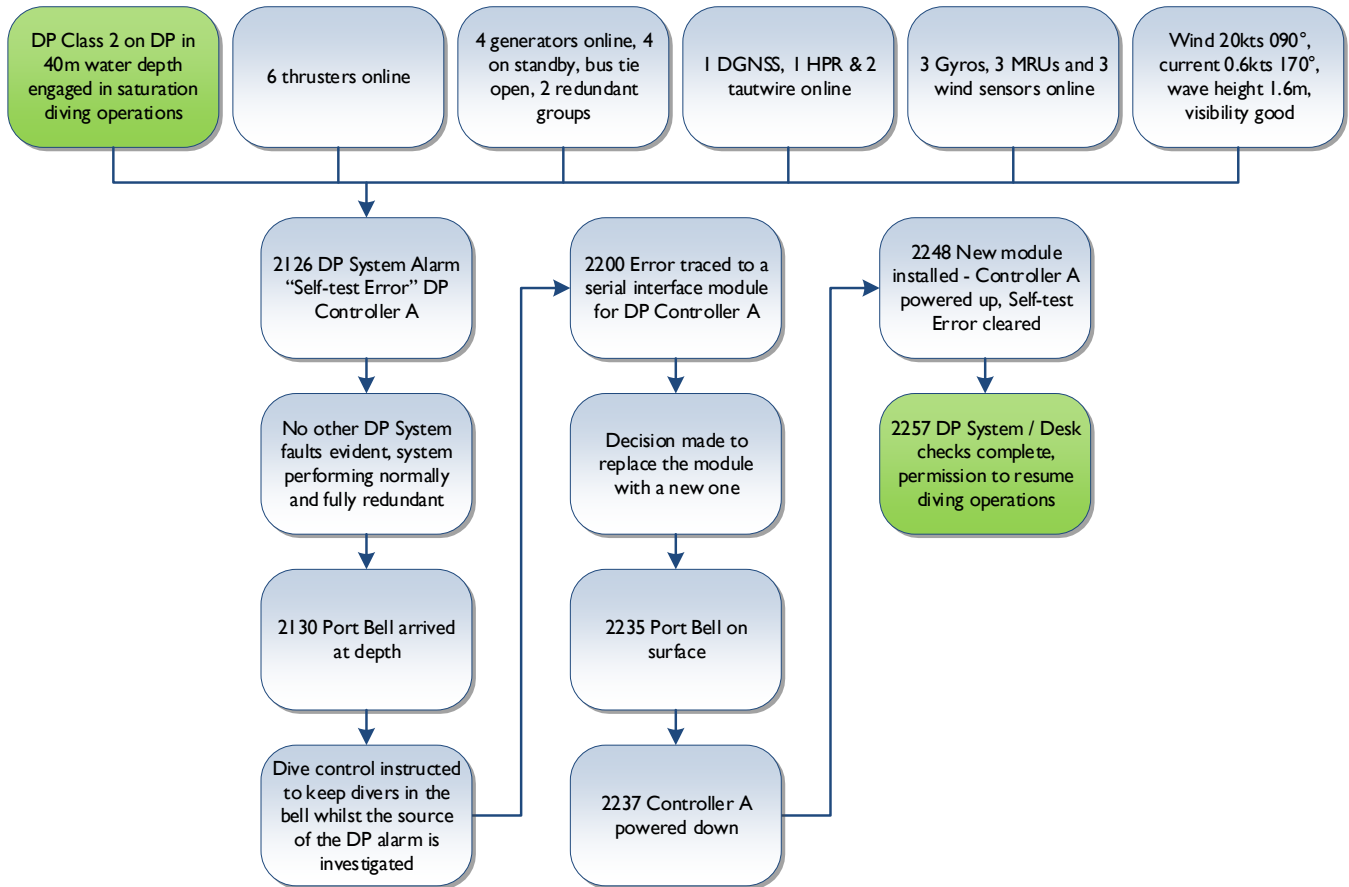 DP Class 2 on DP in
40m water depth
engaged in saturation
diving operations
6 thrusters online
4 generators online, 4
on standby, bus tie
open, 2 redundant
groups
1 DGNSS, 1 HPR & 2
tautwire online
3 Gyros, 3 MRUs and 3
wind sensors online
Wind 20kts 090°,
current 0.6kts 170°,
wave height 1.6m,
visibility good
2126 DP System Alarm
“Self-test Error” DP
Controller A
No other DP System
faults evident, system
performing normally
and fully redundant
2130 Port Bell arrived
at depth
Dive control instructed
to keep divers in the
bell whilst the source
of the DP alarm is
investigated
2200 Error traced to a
serial interface module
for DP Controller A
Decision made to
replace the module
with a new one
2235 Port Bell on
surface
2237 Controller A
powered down
2248 New module
installed - Controller A
powered up, Self-test
Error cleared
2257 DP System / Desk
checks complete,
permission to resume
diving operations